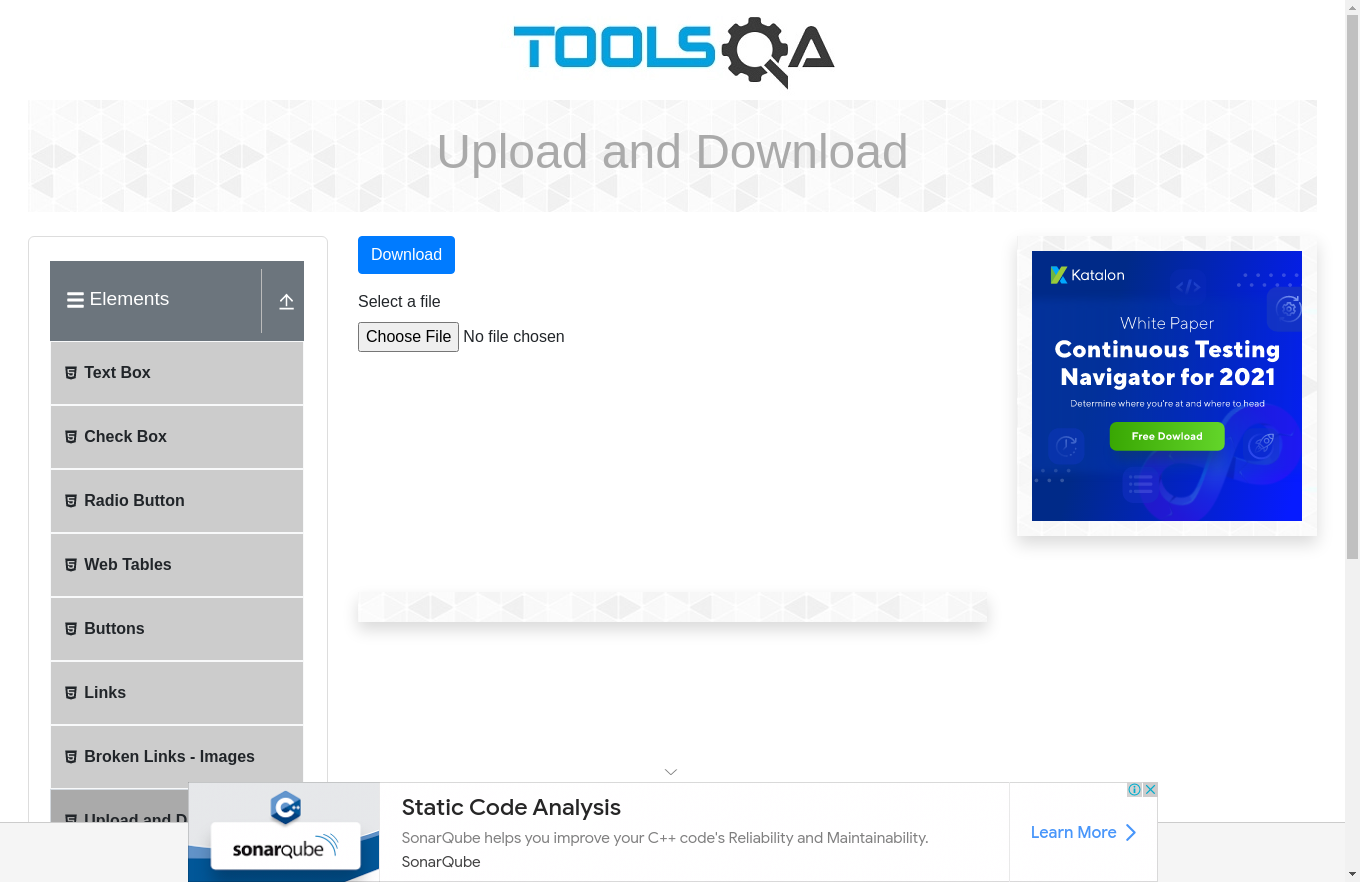 TOOLSQA
Upload and Download
Elements
Text Box
Check Box
Radio Button
Web Tables
Buttons
Links
Broken Links - Images
Upload and D
Download
Select a file
Choose File No file chosen
Katalon
White Paper
Continuous Testing
Navigator for 2021
Determine where you're at and where to head
Free Dowload
C++
sonarqube
Static Code Analysis
SonarQube helps you improve your C++ code's Reliability and Maintainability.
SonarQube
Learn More